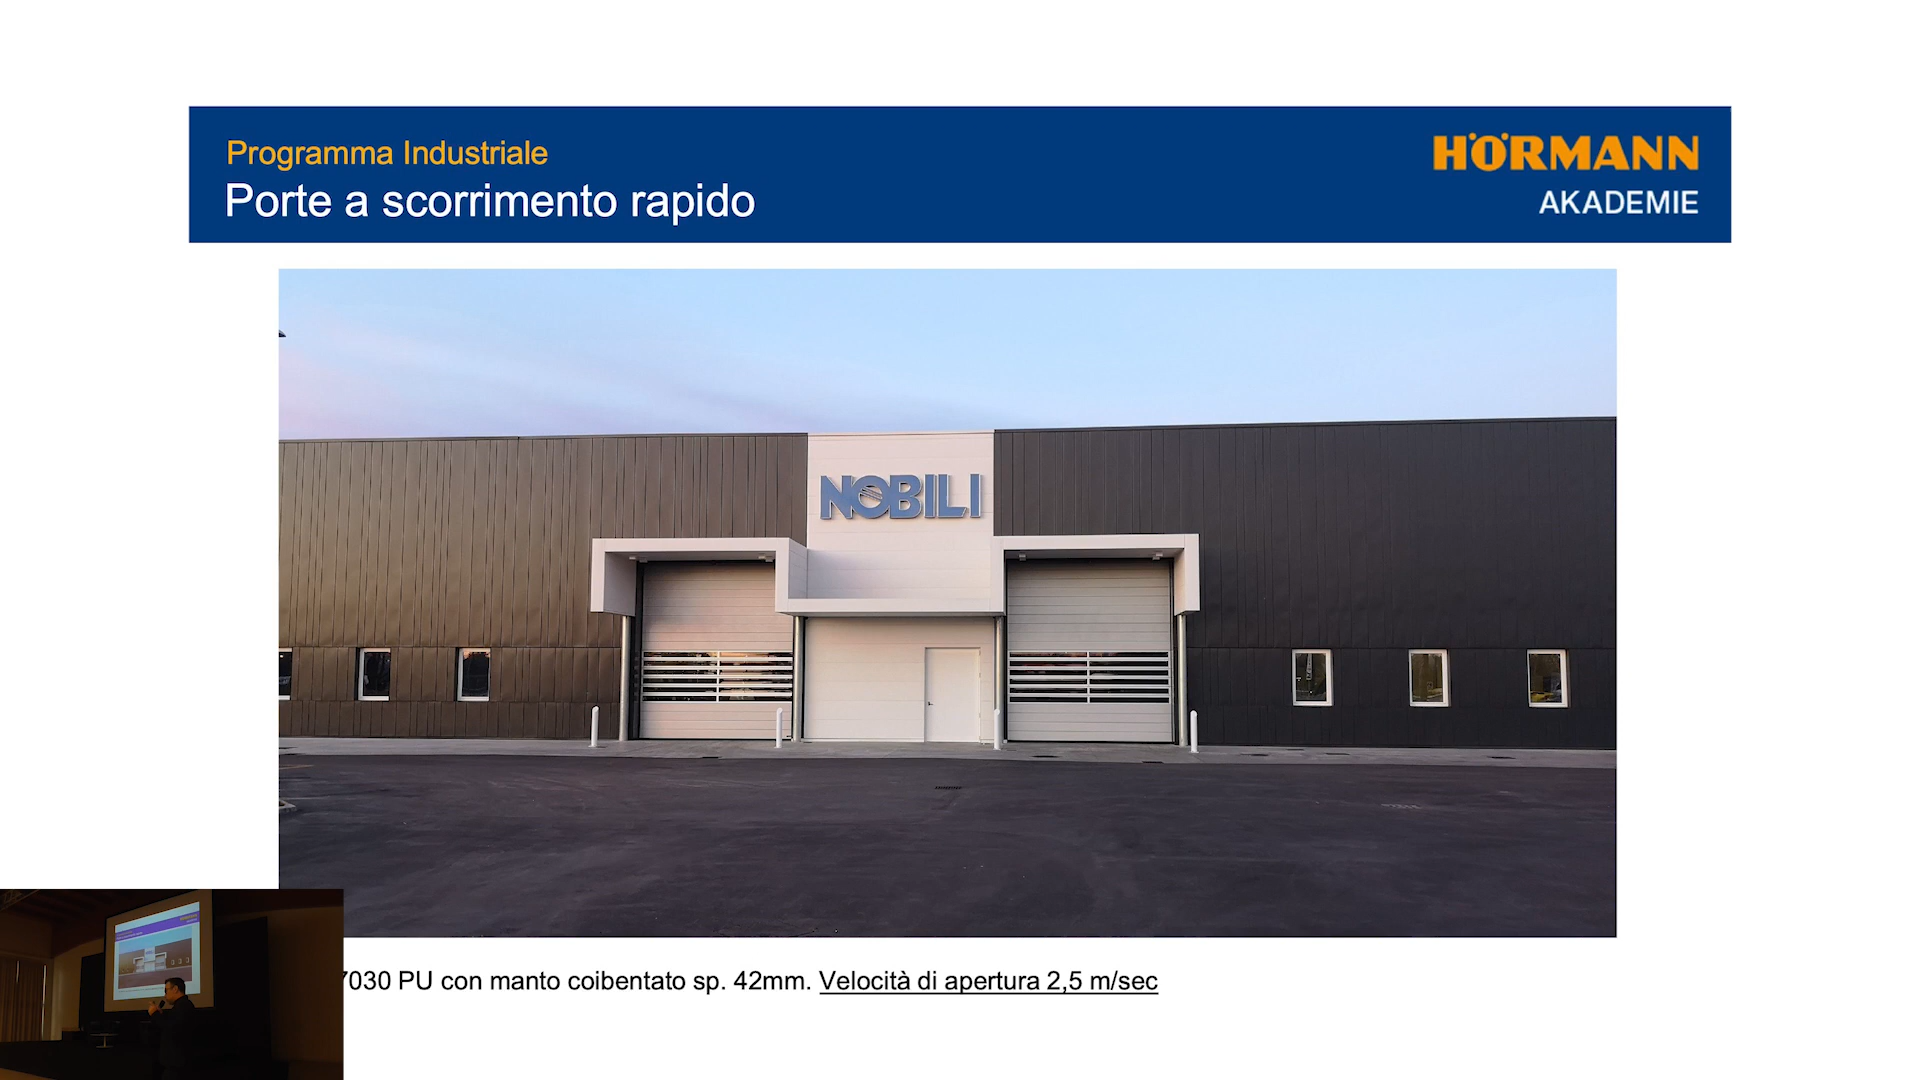 Programma Industriale
Porte a scorrimento rapido
HÖRMANN
AKADEMIE
NOBILI
7030 PU con manto coibentato sp. 42mm. Velocità di apertura 2,5 m/sec